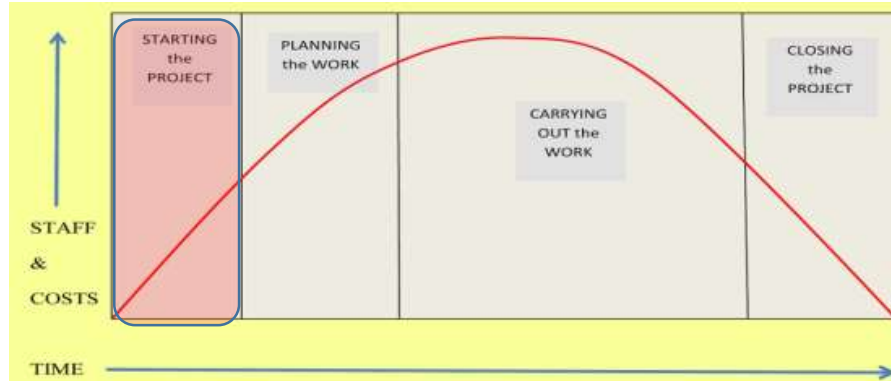 STARTING
the
PROJECT
PLANNING
the WORK
CARRYING
OUT the
WORK
CLOSING
the
PROJECT
STAFF
&
COSTS
TIME